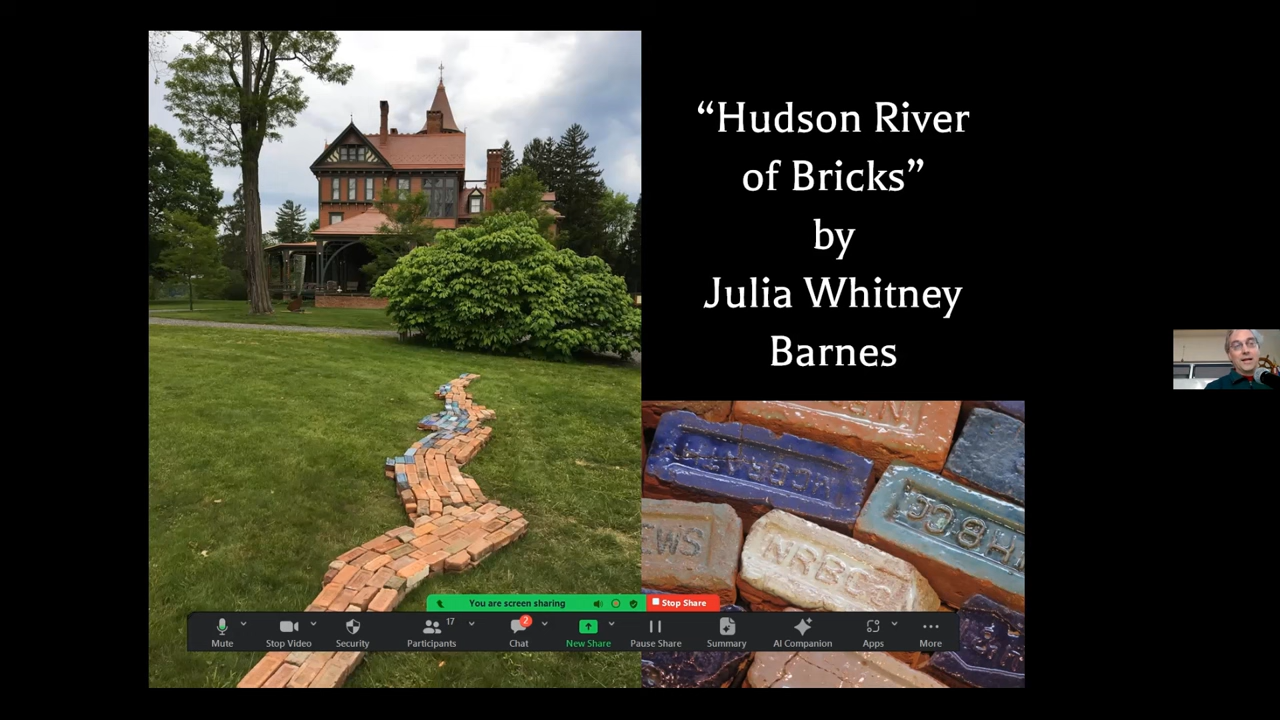 “Hudson River
of Bricks”
by
Julia Whitney
Barnes
EWS
NRBCO
You are screen sharing
Stop Share
Mute
Stop Video
Security
17
Participants
2
Chat
New Share
Pause Share
Summary
AI Companion
Apps
More